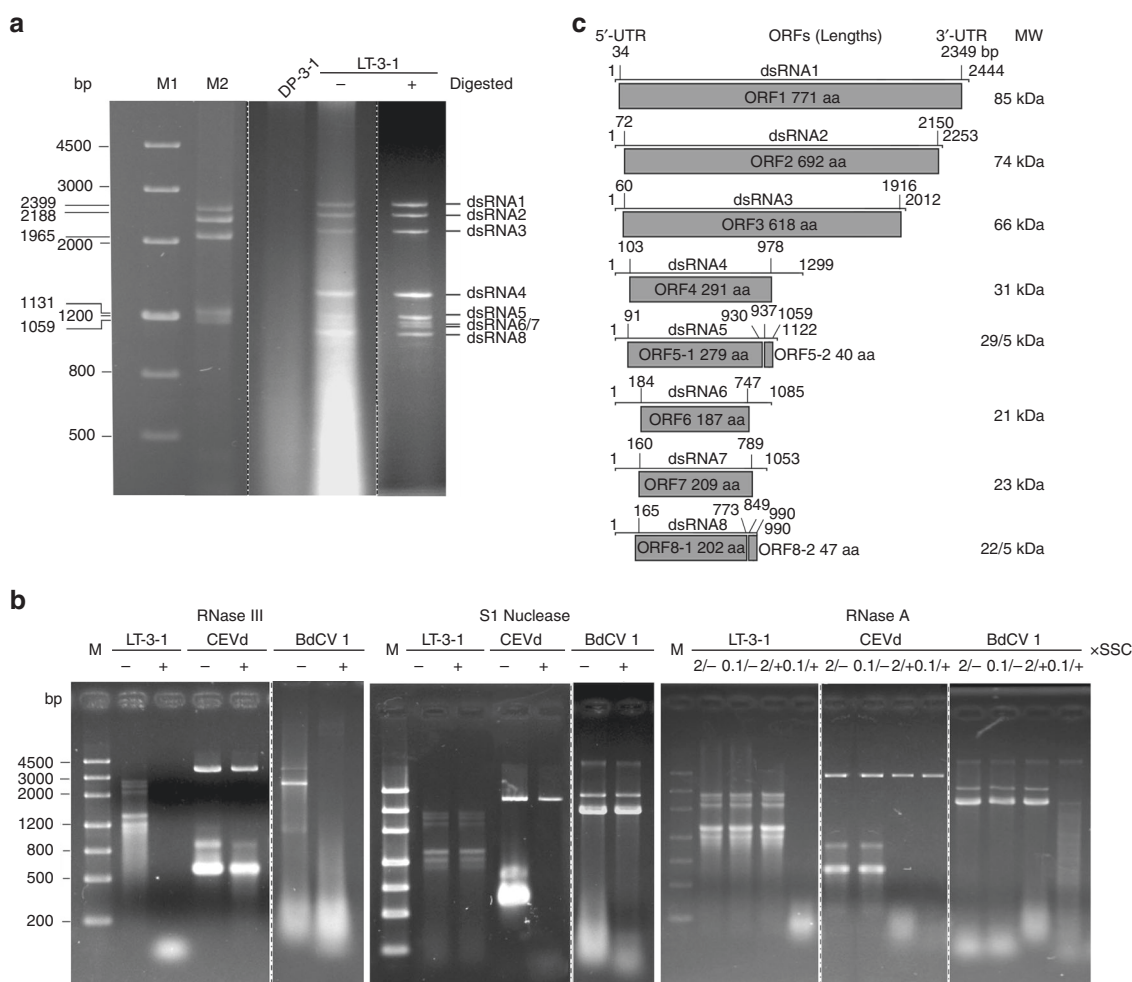 a
LT-3-1
bp M1 M2 DP-3-1 – + Digested
4500
3000
2399
2188
1965
2000
1131
1200
1059
800
500
dsRNA1
dsRNA2
dsRNA3
dsRNA4
dsRNA5
dsRNA6/7
dsRNA8
c
5′-UTR ORFs (Lengths) 3′-UTR MW
34 2349 bp
1 dsRNA1 2444
ORF1 771 aa 85 kDa
72 2150
1 dsRNA2 2253
ORF2 692 aa 74 kDa
60 1916
1 dsRNA3 2012
ORF3 618 aa 66 kDa
103 978
1 dsRNA4 1299
ORF4 291 aa 31 kDa
91 930 937 1059
1 dsRNA5 1122
ORF5-1 279 aa ORF5-2 40 aa 29/5 kDa
184 747
1 dsRNA6 1085
ORF6 187 aa 21 kDa
160 789
1 dsRNA7 1053
ORF7 209 aa 23 kDa
165 773 849 990
1 dsRNA8 990
ORF8-1 202 aa ORF8-2 47 aa 22/5 kDa
b
RNase III S1 Nuclease RNase A
M LT-3-1 CEVd BdCV 1 LT-3-1 CEVd BdCV 1 M LT-3-1 CEVd BdCV 1 ×SSC
– + – + – + – + – + – + 2/– 0.1/– 2/+ 0.1/+ 2/– 0.1/– 2/+ 0.1/+ 2/– 0.1/– 2/+ 0.1/+
bp
4500
3000
2000
1200
800
500
200
M